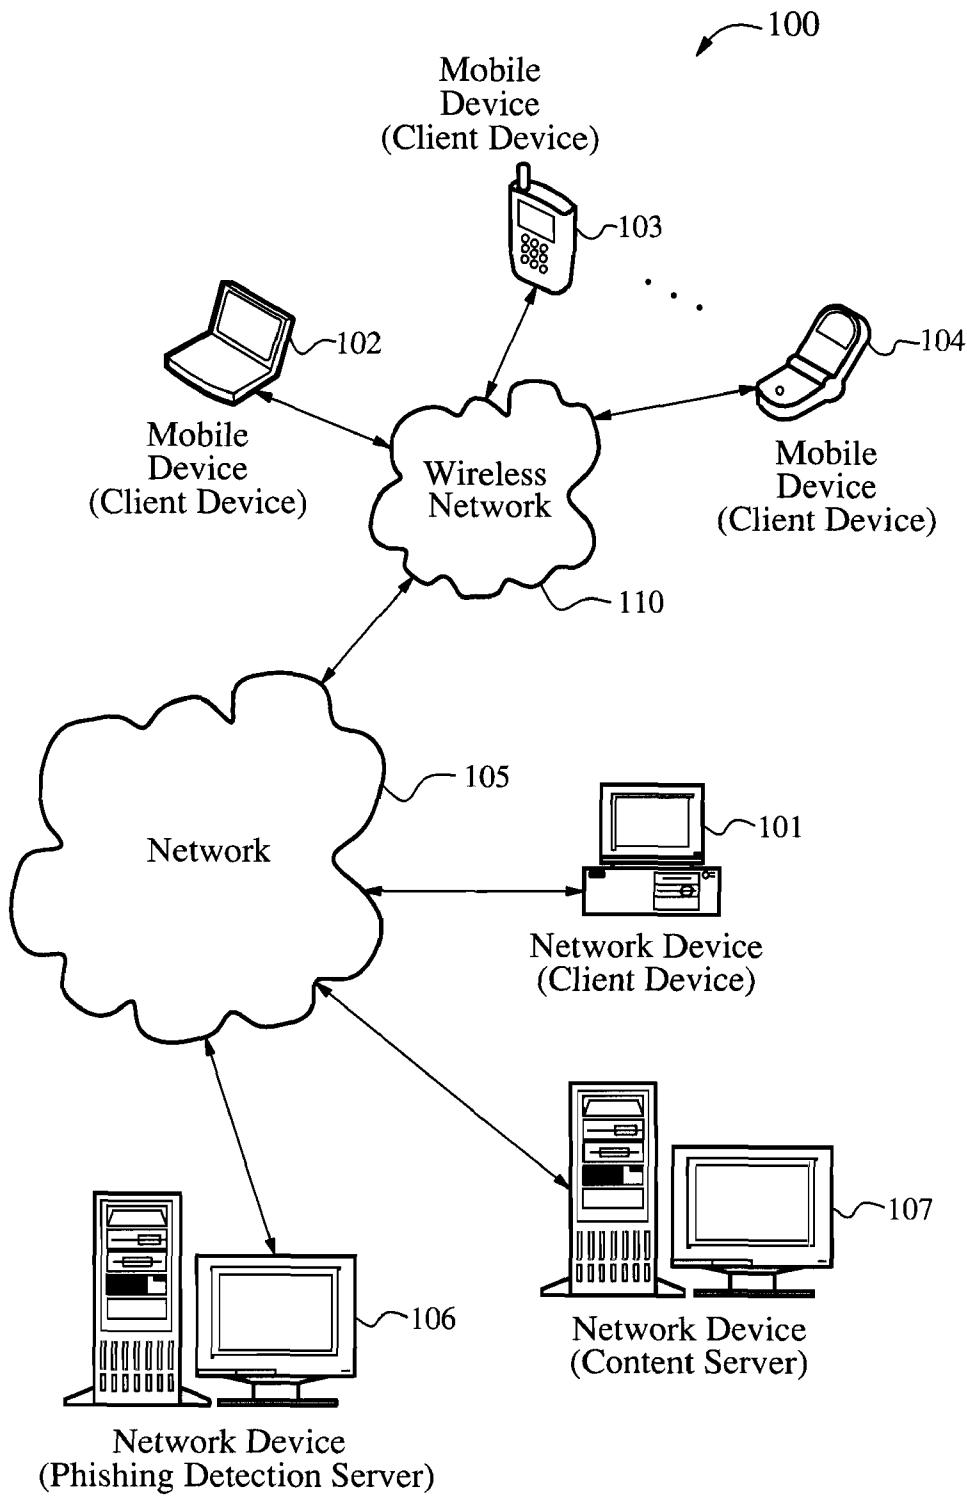 100
Mobile
Device
(Client Device)
103
102
104
Mobile
Device
(Client Device)
Wireless
Network
Mobile
Device
(Client Device)
110
105
Network
101
Network Device
(Client Device)
107
106
Network Device
(Content Server)
Network Device
(Phishing Detection Server)